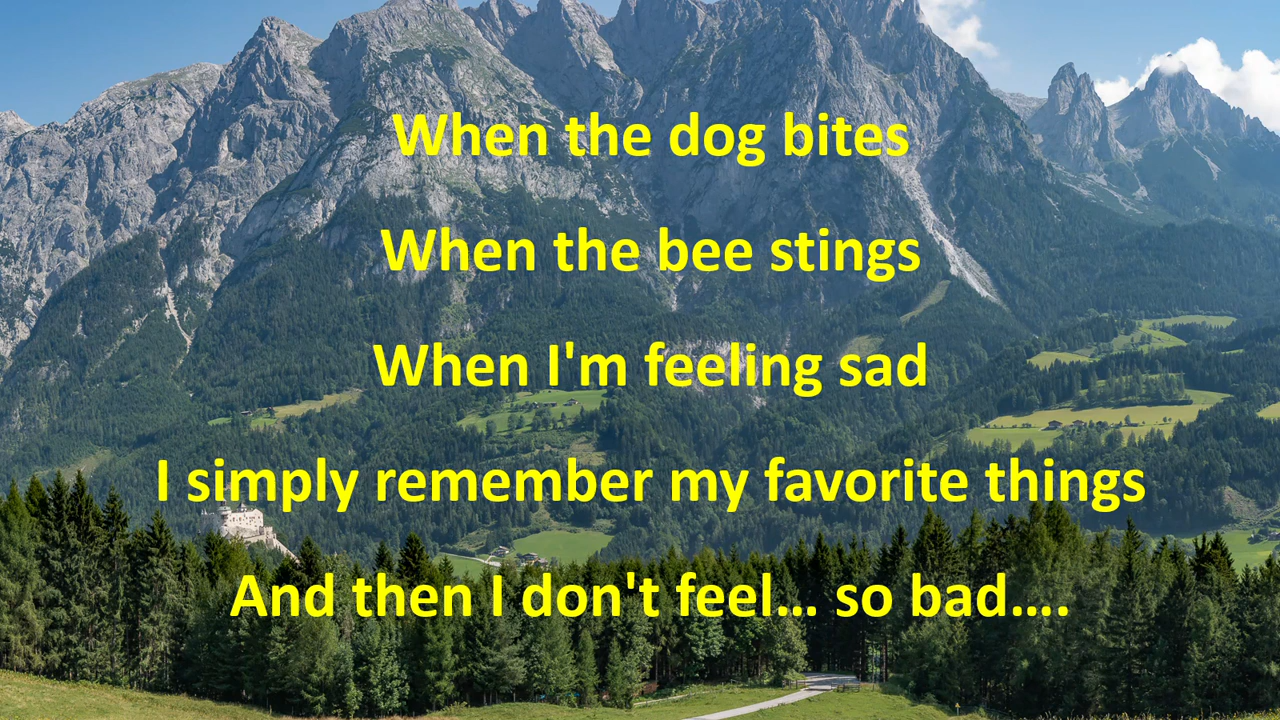 When the dog bites
When the bee stings
When I'm feeling sad
I simply remember my favorite things
And then I don't feel... so bad....